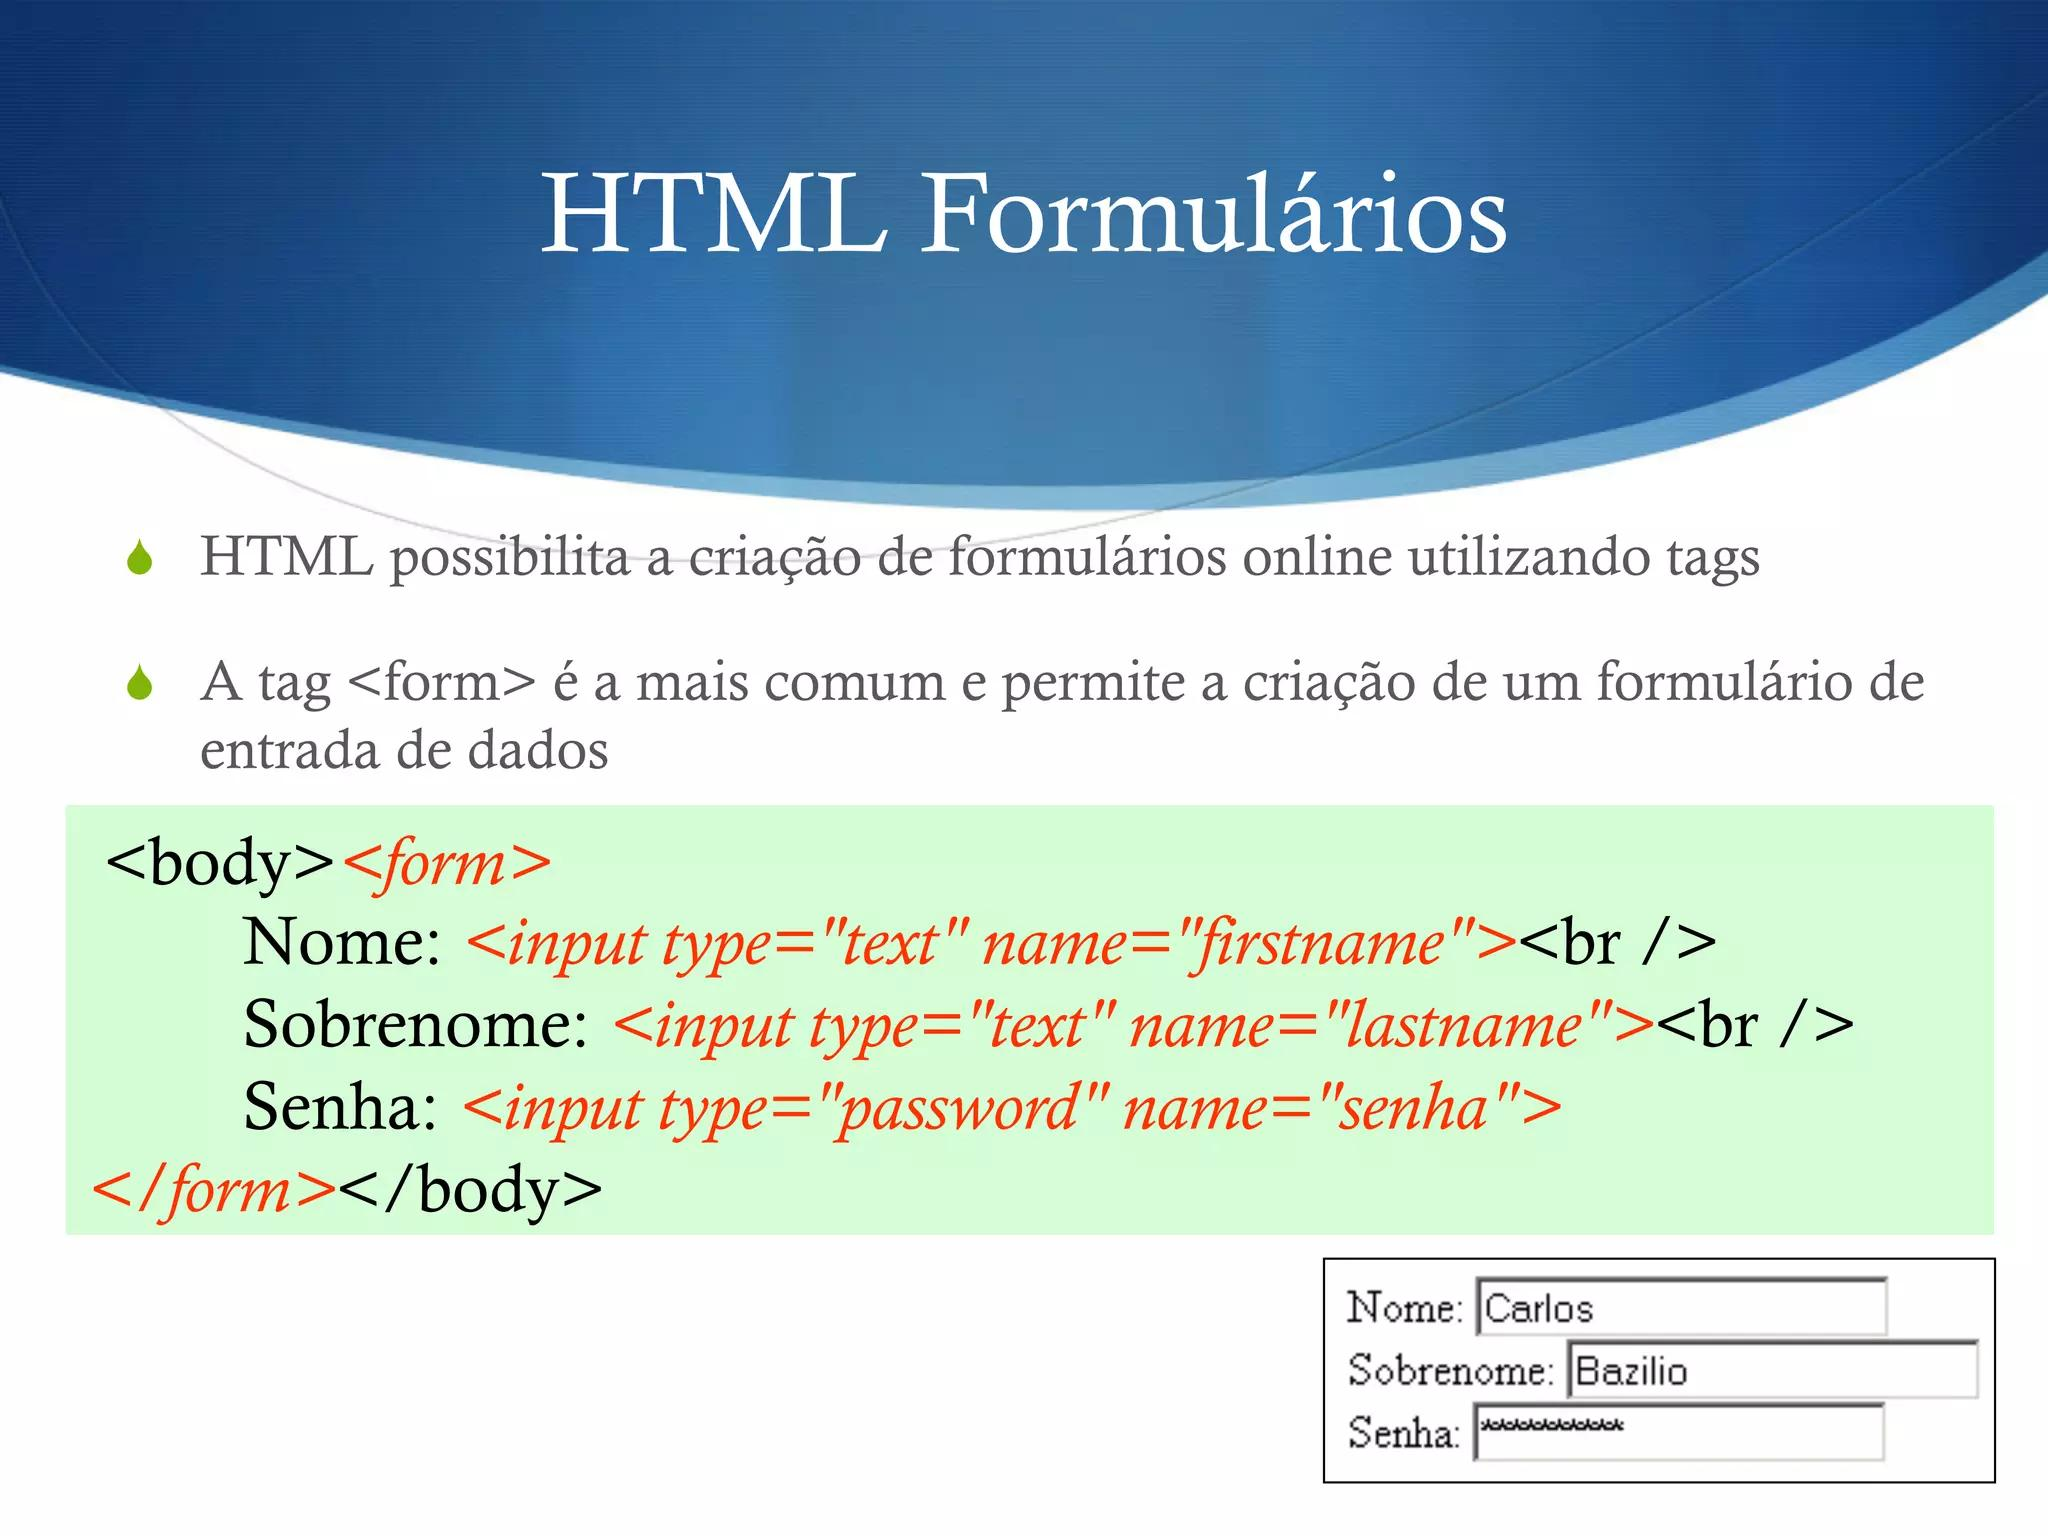 HTML Formulários
HTML possibilita a criação de formulários online utilizando tags
A tag <form> é a mais comum e permite a criação de um formulário de
entrada de dados
<body><form>
Nome: <input type="text" name="firstname"><br />
Sobrenome: <input type="text" name="lastname"><br />
Senha: <input type="password" name="senha">
</form></body>
Nome: Carlos
Sobrenome: Bazilio
Senha: ************